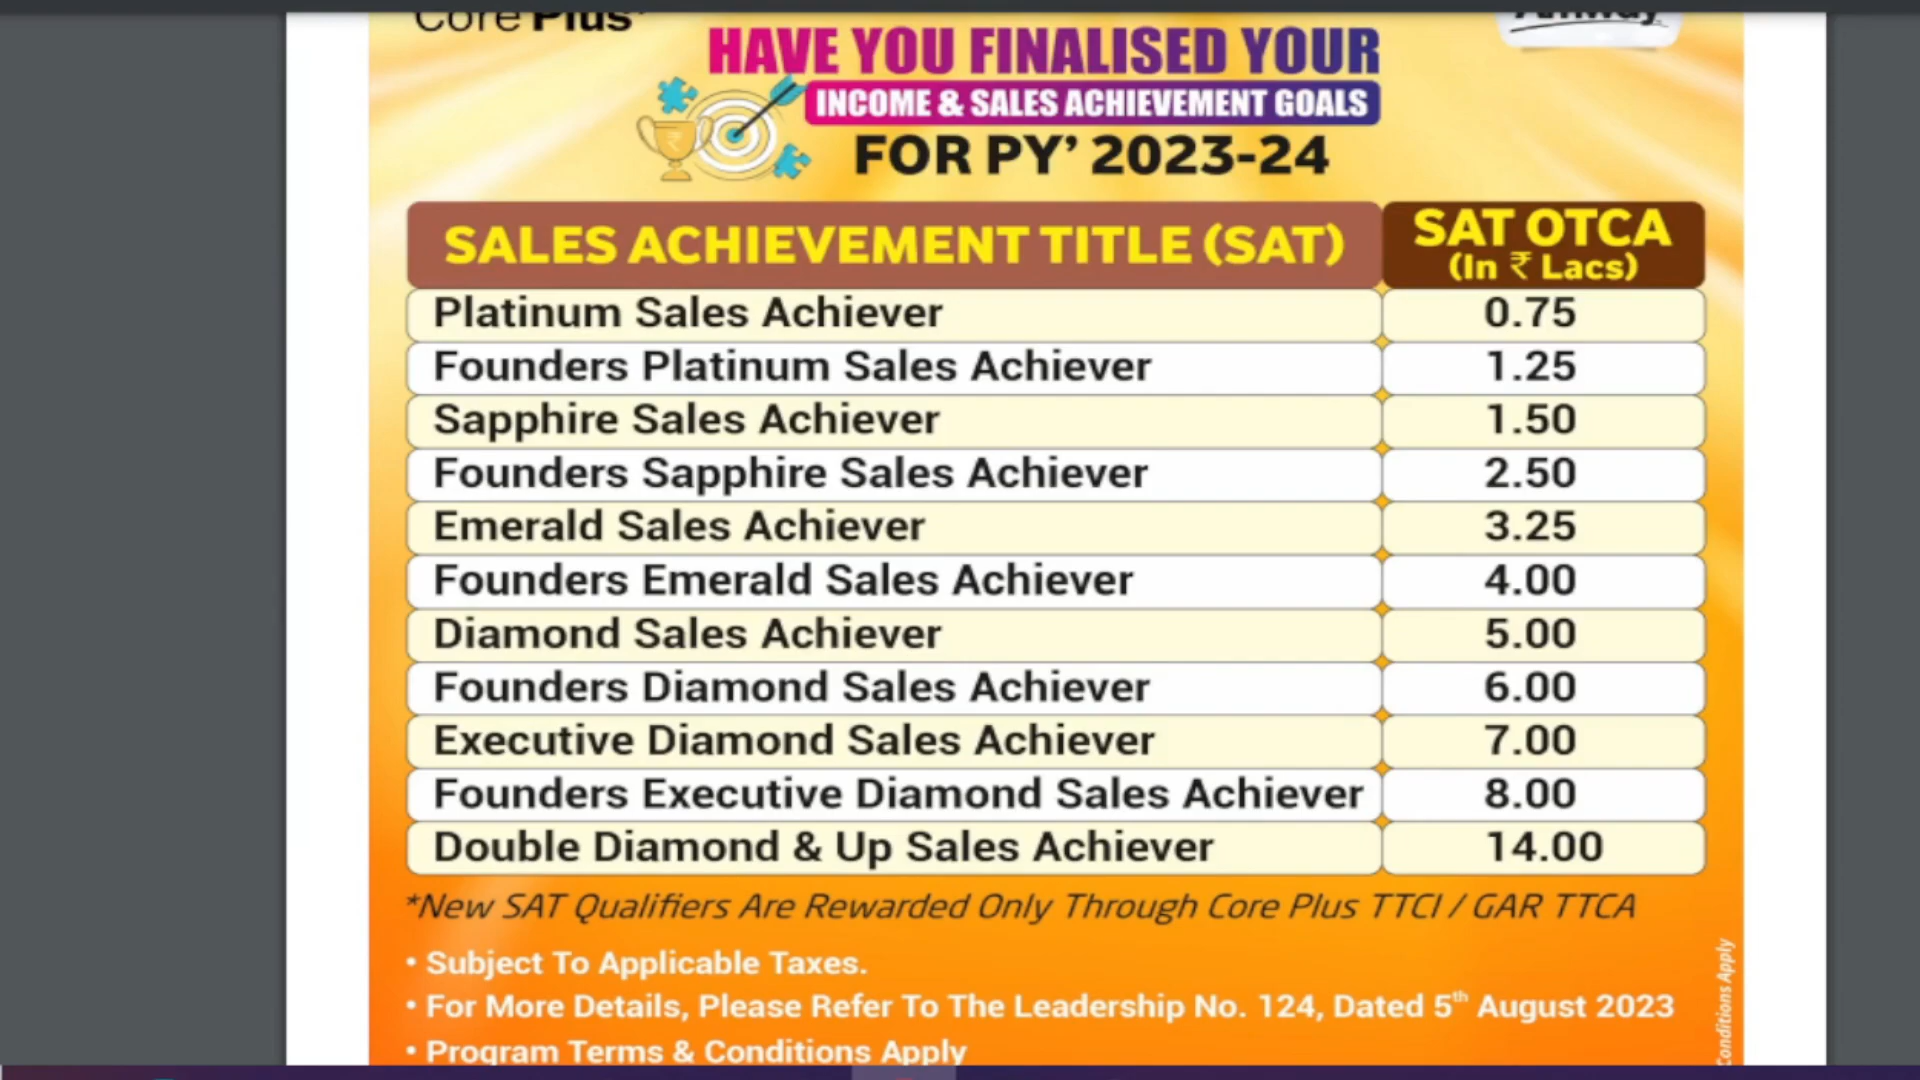 Core Plus+
Amway
HAVE YOU FINALISED YOUR
INCOME & SALES ACHIEVEMENT GOALS
FOR PY’ 2023-24
SALES ACHIEVEMENT TITLE (SAT) SAT OTCA (In ₹ Lacs)
Platinum Sales Achiever 0.75
Founders Platinum Sales Achiever 1.25
Sapphire Sales Achiever 1.50
Founders Sapphire Sales Achiever 2.50
Emerald Sales Achiever 3.25
Founders Emerald Sales Achiever 4.00
Diamond Sales Achiever 5.00
Founders Diamond Sales Achiever 6.00
Executive Diamond Sales Achiever 7.00
Founders Executive Diamond Sales Achiever 8.00
Double Diamond & Up Sales Achiever 14.00
*New SAT Qualifiers Are Rewarded Only Through Core Plus TTCI / GAR TTCA
• Subject To Applicable Taxes.
• For More Details, Please Refer To The Leadership No. 124, Dated 5th August 2023
• Program Terms & Conditions Apply
Conditions Apply